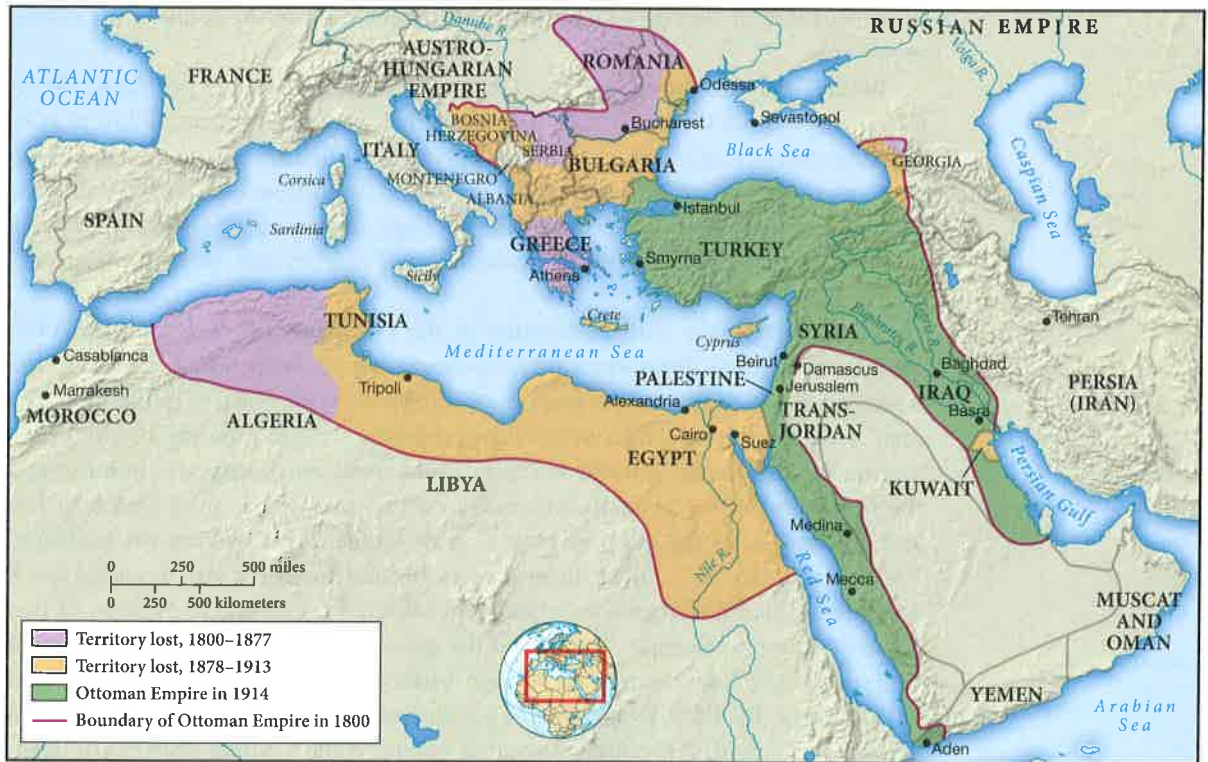 RUSSIAN EMPIRE
Danube R.
Volga R.
ATLANTIC
OCEAN
FRANCE
AUSTRO-
HUNGARIAN
EMPIRE
ROMANIA
Odessa
Sevastopol
BOSNIA-
HERZEGOVINA
SERBIA
Bucharest
ITALY
BULGARIA
Black Sea
GEORGIA
Caspian Sea
Corsica
MONTENEGRO
ALBANIA
SPAIN
Sardinia
Istanbul
GREECE
Smyrna
TURKEY
Sicily
Athens
Crete
Cyprus
TUNISIA
SYRIA
Euphrates R.
Tigris R.
Tehran
Casablanca
Mediterranean Sea
Beirut
Damascus
Baghdad
Marrakesh
Tripoli
PALESTINE
Jerusalem
IRAQ
PERSIA
(IRAN)
MOROCCO
ALGERIA
Alexandria
TRANS-
JORDAN
Basra
Cairo
Suez
EGYPT
LIBYA
KUWAIT
Persian Gulf
Medina
Nile R.
Red Sea
Mecca
MUSCAT
AND
OMAN
YEMEN
Arabian
Sea
Aden
0 250 500 miles
0 250 500 kilometers
Territory lost, 1800–1877
Territory lost, 1878–1913
Ottoman Empire in 1914
Boundary of Ottoman Empire in 1800